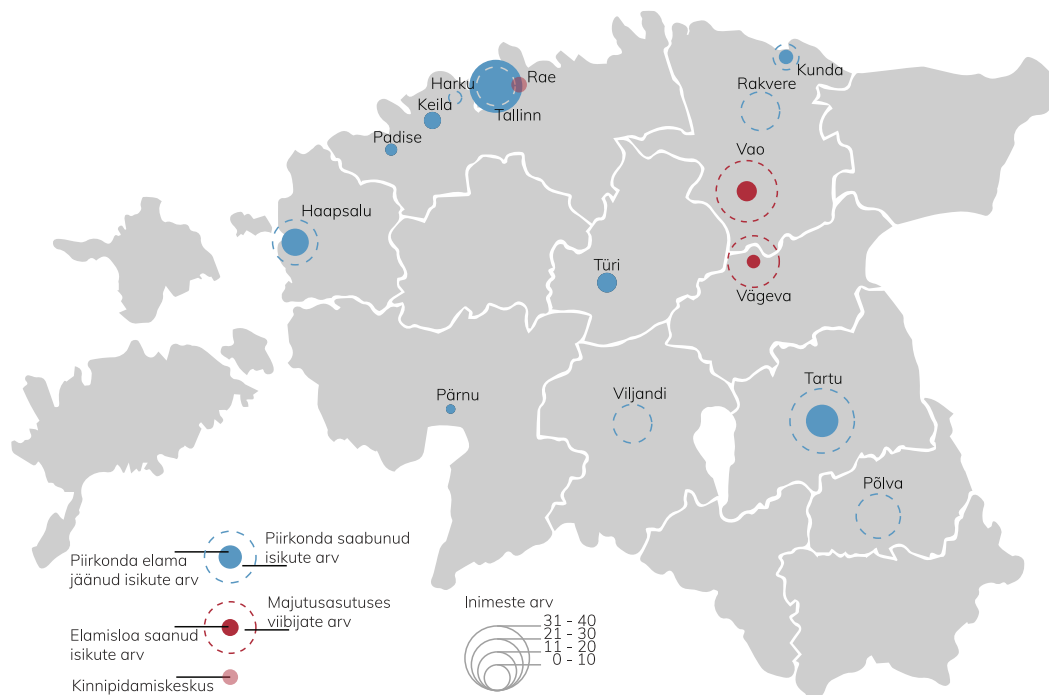 Harku
Rae
Kunda
Rakvere
Keila
Tallinn
Padise
Vao
Haapsalu
Türi
Vägeva
Pärnu
Viljandi
Tartu
Põlva
Piirkonda saabunud
isikute arv
Piirkonda elama
jäänud isikute arv
Majutusasutuses
viibijate arv
Elamisloa saanud
isikute arv
Kinnipidamiskeskus
Inimeste arv
31 - 40
21 - 30
11 - 20
0 - 10